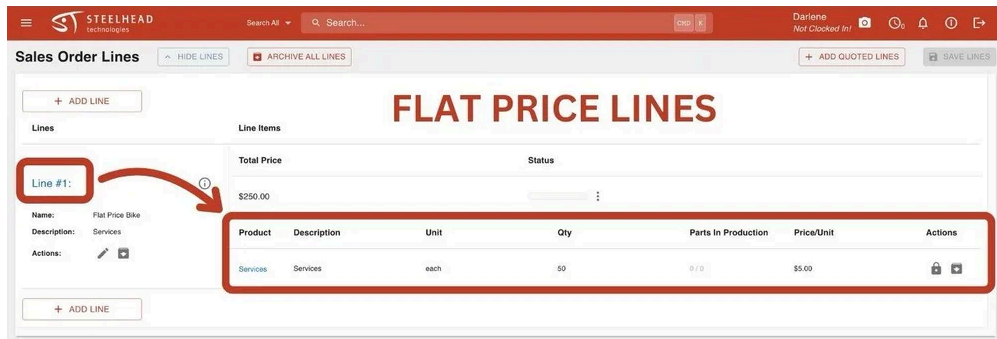 STEELHEAD
technologies
Search All
Search...
CMD K
Darlene
Not Clocked In!
0
Sales Order Lines
HIDE LINES
ARCHIVE ALL LINES
+ ADD QUOTED LINES
SAVE LINES
+ ADD LINE
FLAT PRICE LINES
Lines
Line Items
Total Price
Status
Line #1:
$250.00
Name: Flat Price Bike
Description: Services
Actions:
Product Description Unit Qty Parts In Production Price/Unit Actions
Services Services each 50 0 / 0 $5.00
+ ADD LINE